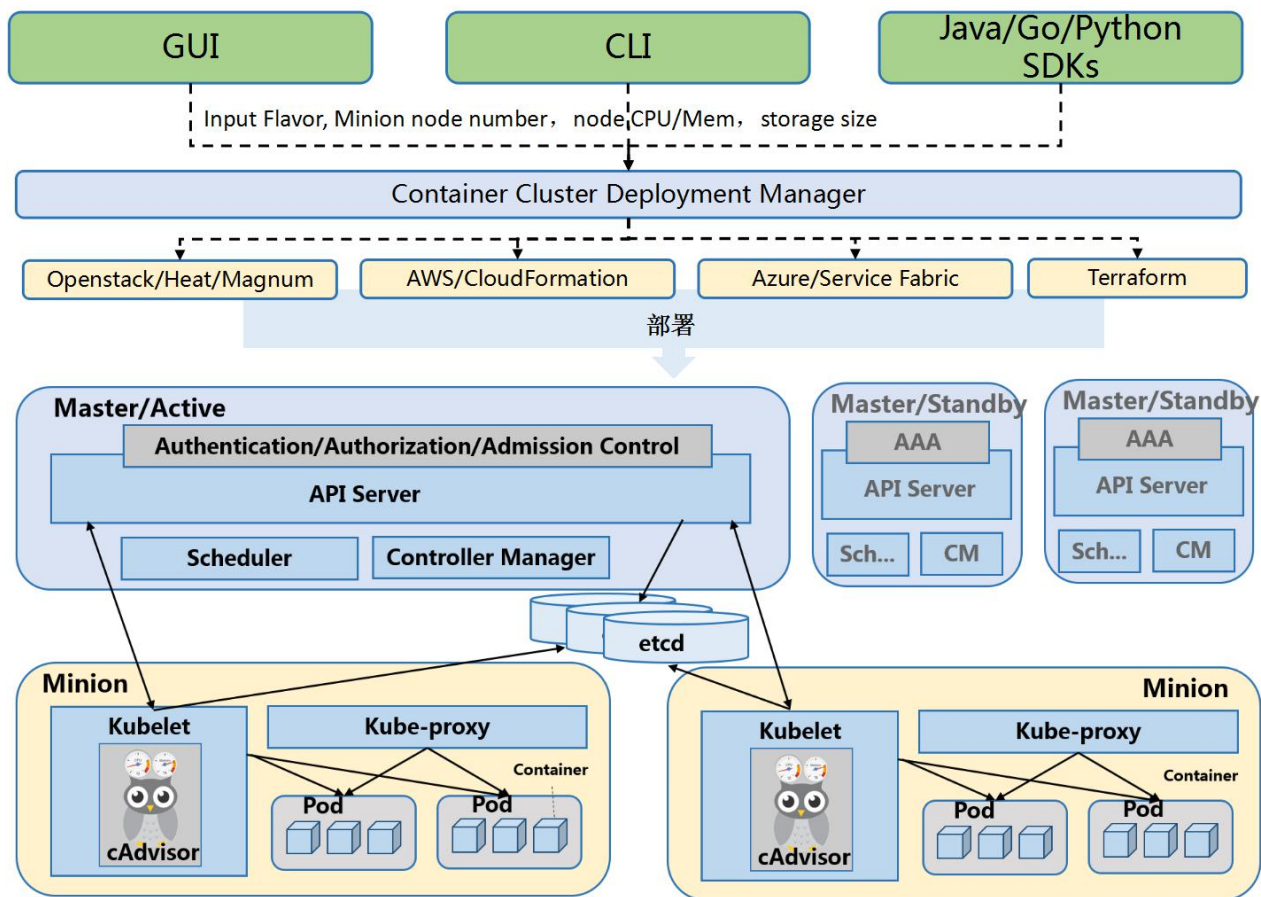 GUI
CLI
Java/Go/Python
SDKs
Input Flavor, Minion node number，node CPU/Mem，storage size
Container Cluster Deployment Manager
Openstack/Heat/Magnum
AWS/CloudFormation
Azure/Service Fabric
Terraform
部署
Master/Active
Authentication/Authorization/Admission Control
API Server
Scheduler
Controller Manager
Master/Standby
AAA
API Server
Sch...
CM
Master/Standby
AAA
API Server
Sch...
CM
etcd
Minion
Kubelet
cAdvisor
Kube-proxy
Container
Pod
Pod
Minion
Kubelet
cAdvisor
Kube-proxy
Container
Pod
Pod